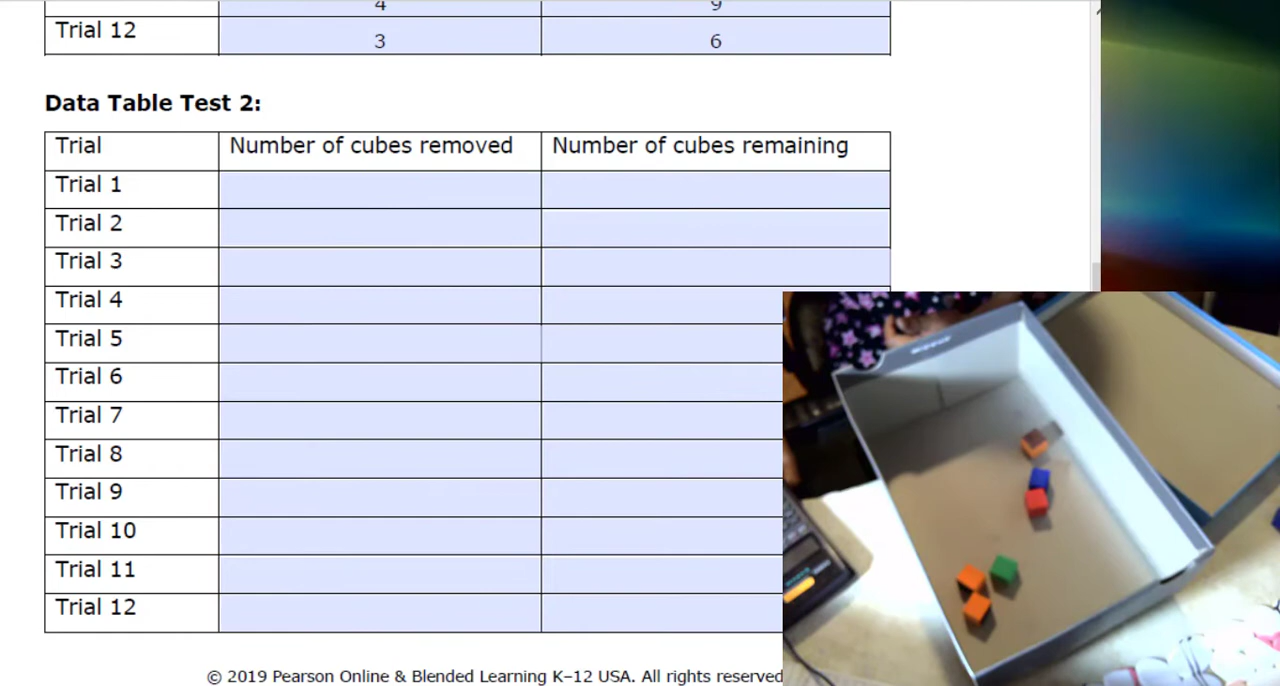 4 9
Trial 12 3 6
Data Table Test 2:
Trial Number of cubes removed Number of cubes remaining
Trial 1
Trial 2
Trial 3
Trial 4
Trial 5
Trial 6
Trial 7
Trial 8
Trial 9
Trial 10
Trial 11
Trial 12
© 2019 Pearson Online & Blended Learning K–12 USA. All rights reserved